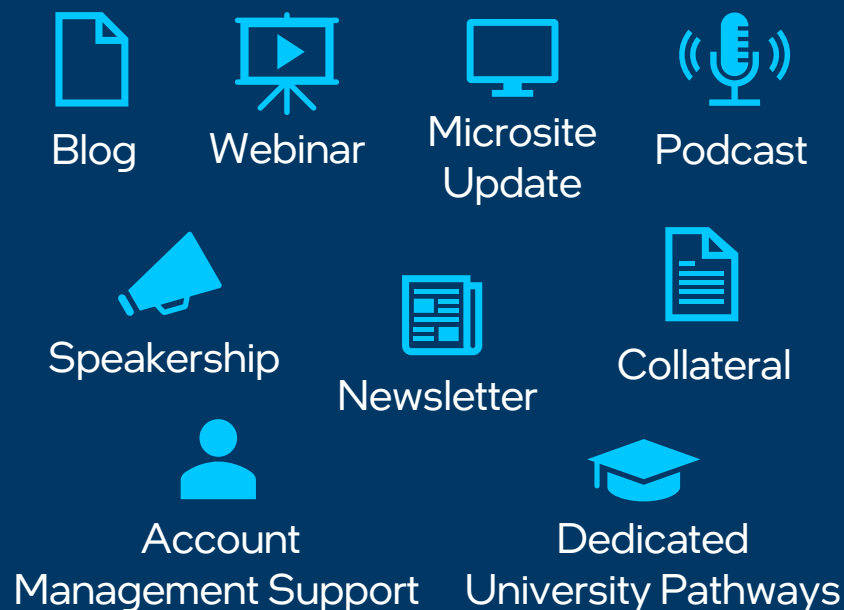 Blog
Webinar
Microsite
Update
Podcast
Speakership
Newsletter
Collateral
Account
Management Support
Dedicated
University Pathways